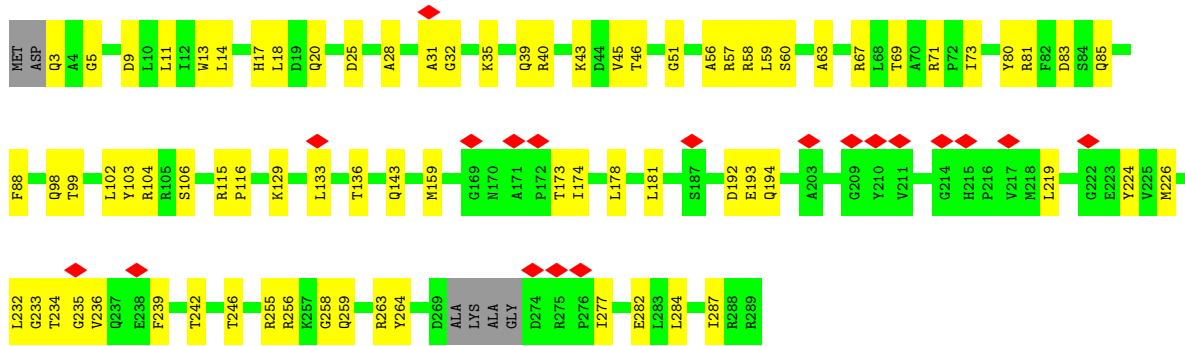 MET ASP Q3 A4 G5 D9 L10 L11 I12 W13 L14 H17 L18 D19 Q20 D25 A28 A31 G32 K35 Q39 R40 K43 D44 V45 T46 G51 A56 R57 R58 L59 S60 A63 R67 L68 T69 A70 R71 P72 I73 Y80 R81 F82 D83 S84 Q85
F88 Q98 T99 L102 Y103 R104 R105 S106 R115 P116 K129 L133 T136 Q143 M159 G169 N170 A171 P172 T173 I174 L178 L181 S187 D192 E193 Q194 A203 G209 Y210 V211 G214 H215 P216 V217 M218 L219 G222 E223 Y224 V225 M226
L232 G233 T234 G235 V236 Q237 E238 F239 T242 T246 R255 R256 K257 G258 Q259 R263 Y264 D269 ALA LYS ALA GLY D274 R275 P276 I277 E282 L283 L284 I287 R288 R289